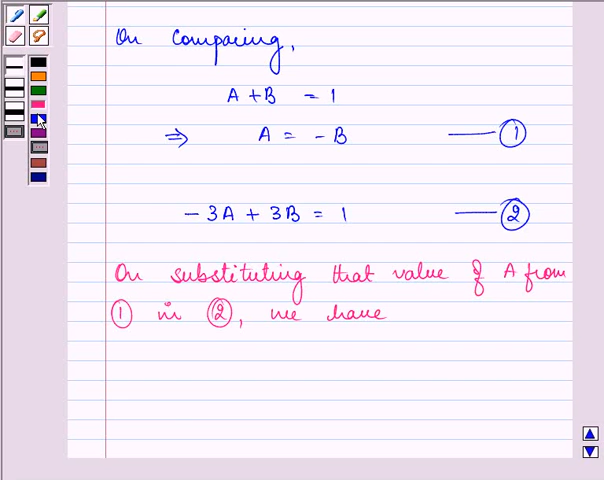 On Comparing,
A + B = 1
⇒ A = - B ——— ①
- 3A + 3B = 1 ——— ②
On substituting that value of A from
① in ②, we have